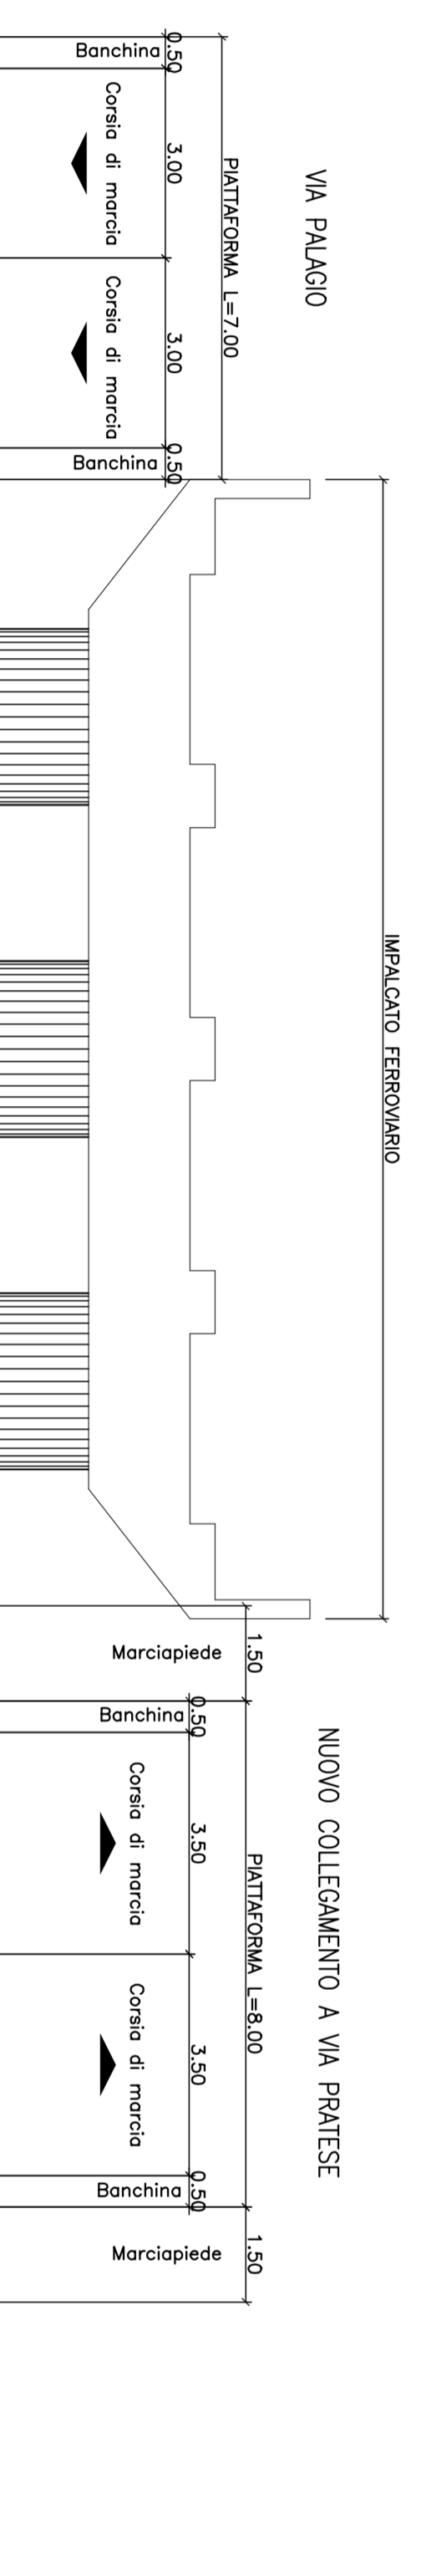 VIA PALAGIO
PIATTAFORMA L=7.00
0.50
3.00
3.00
0.50
Banchina
Corsia di marcia
Corsia di marcia
Banchina
IMPALCATO FERROVIARIO
NUOVO COLLEGAMENTO A VIA PRATESE
1.50
PIATTAFORMA L=8.00
1.50
0.50
3.50
3.50
0.50
Marciapiede
Banchina
Corsia di marcia
Corsia di marcia
Banchina
Marciapiede